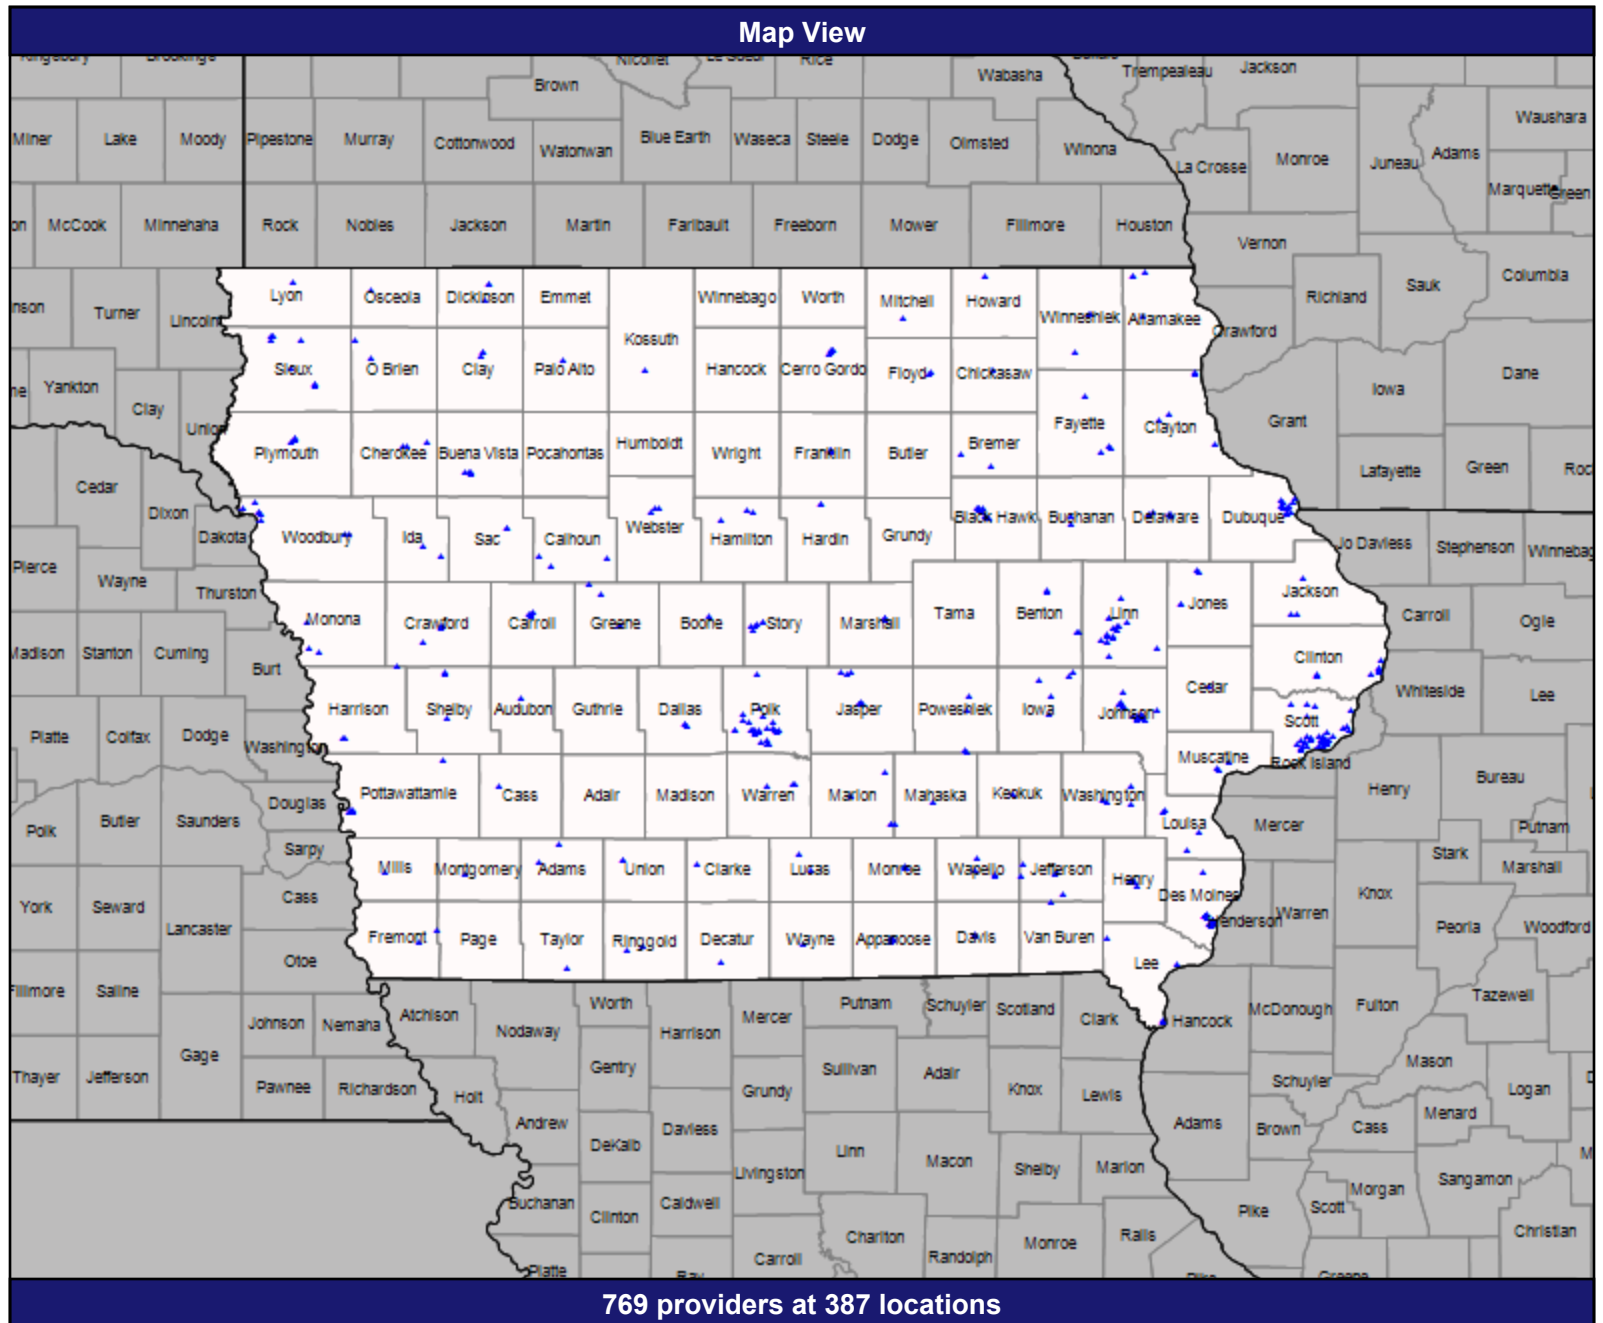 Map View
Nicollet Rice
Brown Wabasha Trempealeau Jackson
Miner Lake Moody Pipestone Murray Cottonwood Watonwan Blue Earth Waseca Steele Dodge Olmsted Winona La Crosse Monroe Juneau Adams Waushara
Marquette Green
McCook Minnehaha Rock Nobles Jackson Martin Faribault Freeborn Mower Fillmore Houston Vernon
Turner Lincoln Lyon Osceola Dickinson Emmet Winnebago Worth Mitchell Howard Winneshiek Allamakee Crawford Richland Sauk Columbia
Kossuth
Yankton Clay Union Sioux O Brien Clay Palo Alto Hancock Cerro Gordo Floyd Chickasaw Fayette Clayton Grant Iowa Dane
Plymouth Cherokee Buena Vista Pocahontas Humboldt Wright Franklin Butler Bremer Lafayette Green
Cedar Dixon Dakota Woodbury Ida Sac Calhoun Webster Hamilton Hardin Grundy Black Hawk Buchanan Delaware Dubuque Jo Daviess Stephenson
Pierce Wayne Thurston
Monona Crawford Carroll Greene Boone Story Marshall Tama Benton Linn Jones Jackson Carroll Ogle
Stanton Cuming Burt Clinton
Harrison Shelby Audubon Guthrie Dallas Polk Jasper Poweshiek Iowa Johnson Cedar Scott Whiteside Lee
Platte Colfax Dodge Washington Muscatine Rock Island Henry Bureau
Douglas Pottawattamie Cass Adair Madison Warren Marion Mahaska Keokuk Washington Louisa Mercer
Polk Butler Saunders Sarpy Stark Putnam Marshall
Mills Montgomery Adams Union Clarke Lucas Monroe Wapello Jefferson Henry Des Moines Knox
York Seward Lancaster Cass Warren Peoria Woodford
Otoe Fremont Page Taylor Ringgold Decatur Wayne Appanoose Davis Van Buren Lee
Fillmore Saline Johnson Nemaha Atchison Nodaway Worth Harrison Mercer Putnam Schuyler Scotland Clark Hancock McDonough Fulton Tazewell
Thayer Jefferson Gage Pawnee Richardson Holt Gentry Grundy Sullivan Adair Knox Lewis Schuyler Mason Logan
Andrew DeKalb Daviess Adams Brown Cass Menard
Livingston Linn Macon Shelby Marion Sangamon
Buchanan Clinton Caldwell Pike Scott Morgan Christian
Platte Ray Carroll Chariton Randolph Monroe Ralls
769 providers at 387 locations